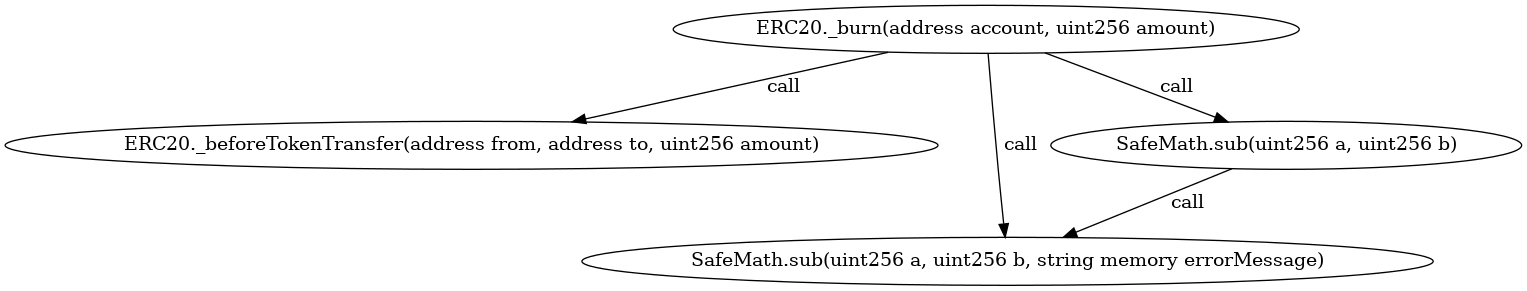 ERC20._burn(address account, uint256 amount)
call
call
ERC20._beforeTokenTransfer(address from, address to, uint256 amount)
call
SafeMath.sub(uint256 a, uint256 b)
call
SafeMath.sub(uint256 a, uint256 b, string memory errorMessage)